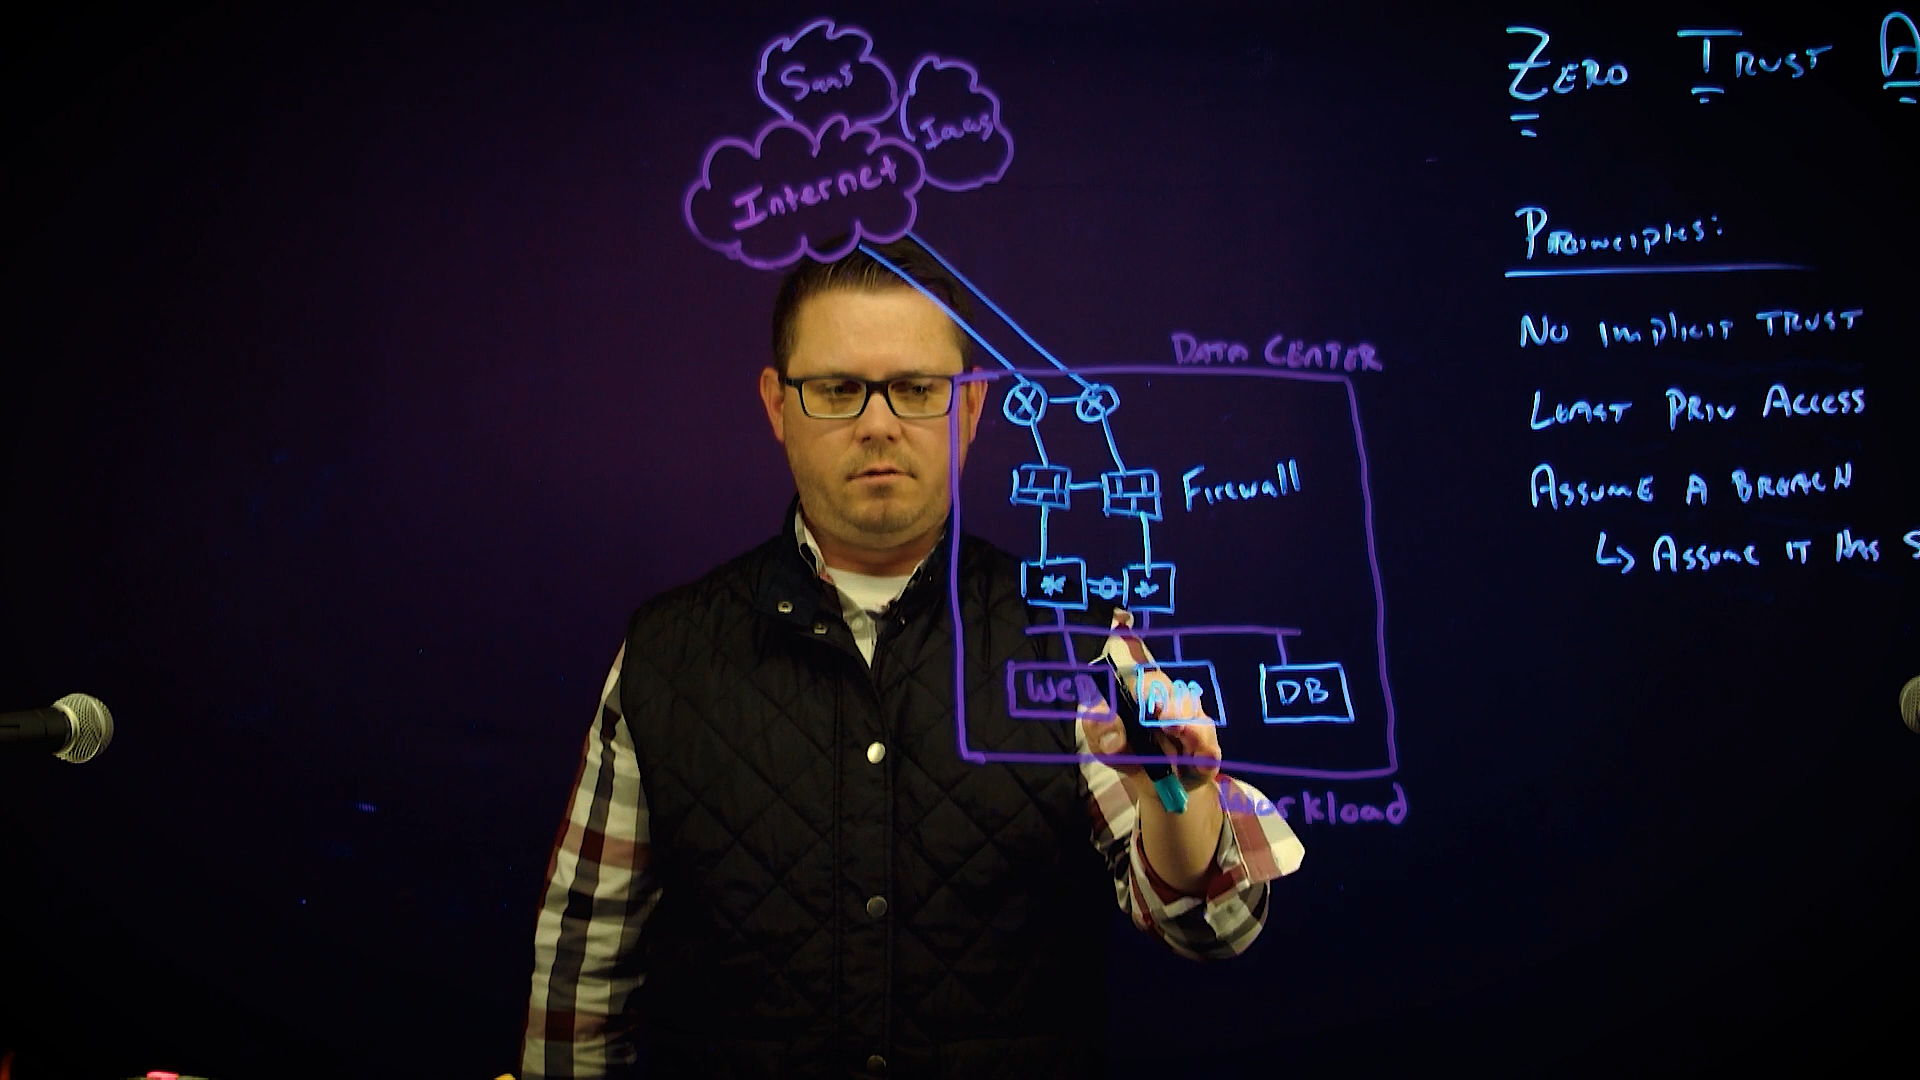 Saas
Iaas
Internet
DATA CENTER
Firewall
WEB
APP
DB
Workload
ZERO TRUST A
Principles:
No Implicit TRUST
LEAST PRIV ACCESS
ASSUME A BREACH
↳ ASSUME IT HAS S